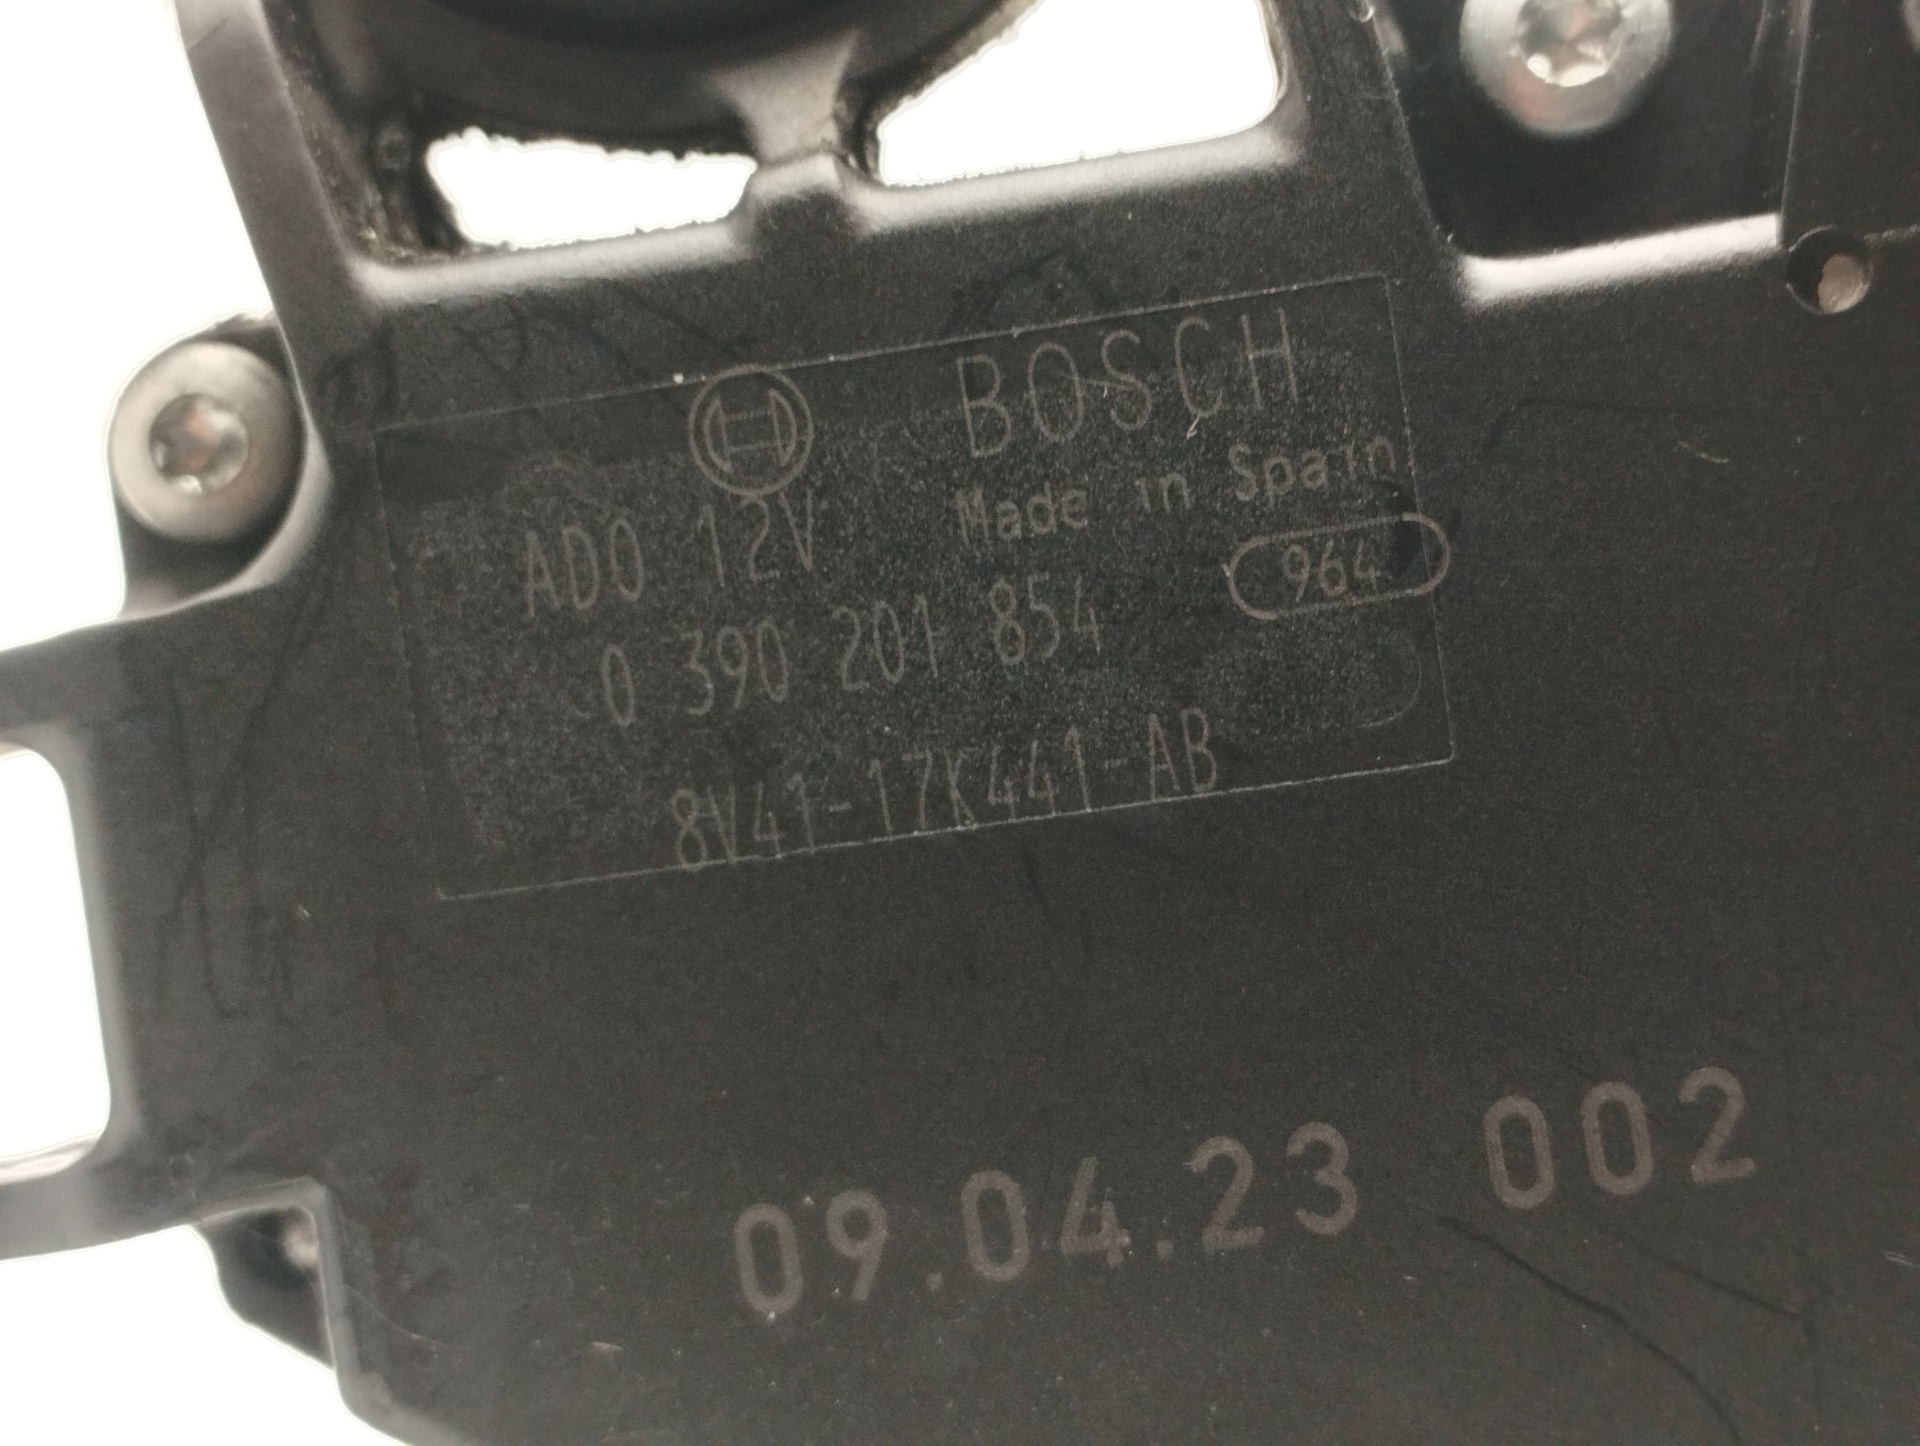 BOSCH
Made in Spain
ADO 12V
964
0 390 201 854
8V41-17K441-AB
09.04.23 002